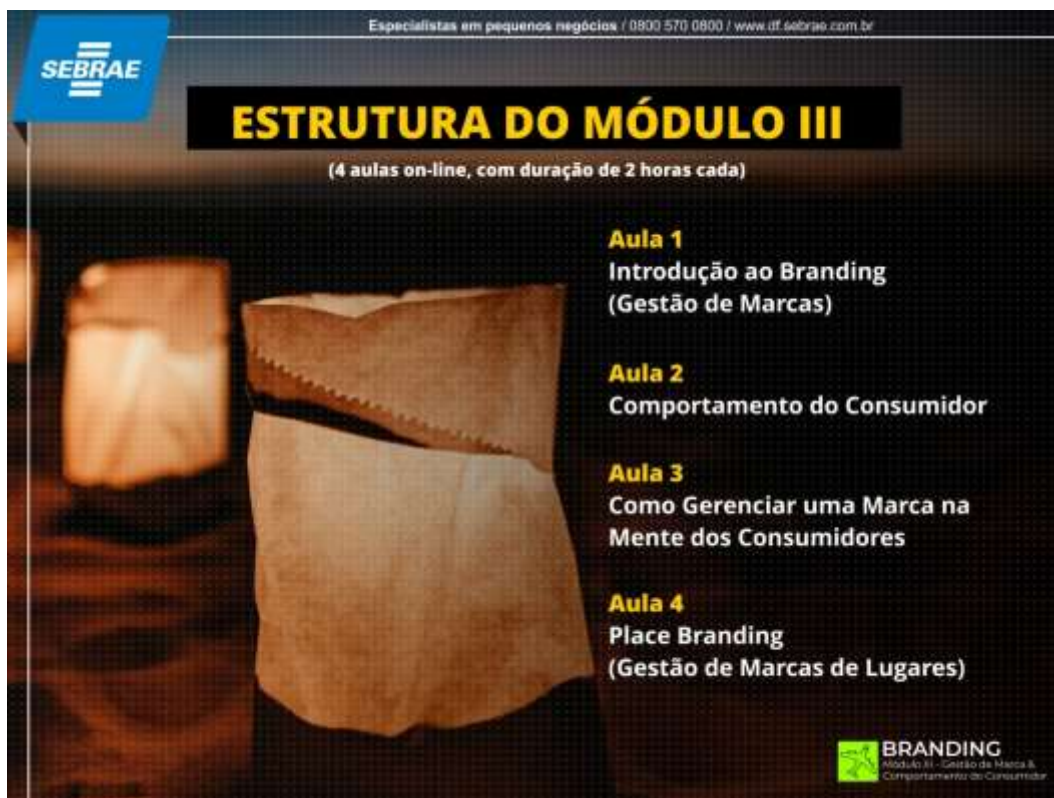 Especialistas em pequenos negócios / 0800 570 0800 / www.df.sebrae.com.br
SEBRAE
ESTRUTURA DO MÓDULO III
(4 aulas on-line, com duração de 2 horas cada)
Aula 1
Introdução ao Branding
(Gestão de Marcas)
Aula 2
Comportamento do Consumidor
Aula 3
Como Gerenciar uma Marca na
Mente dos Consumidores
Aula 4
Place Branding
(Gestão de Marcas de Lugares)
BRANDING
Módulo III - Gestão de Marca &
Comportamento do Consumidor